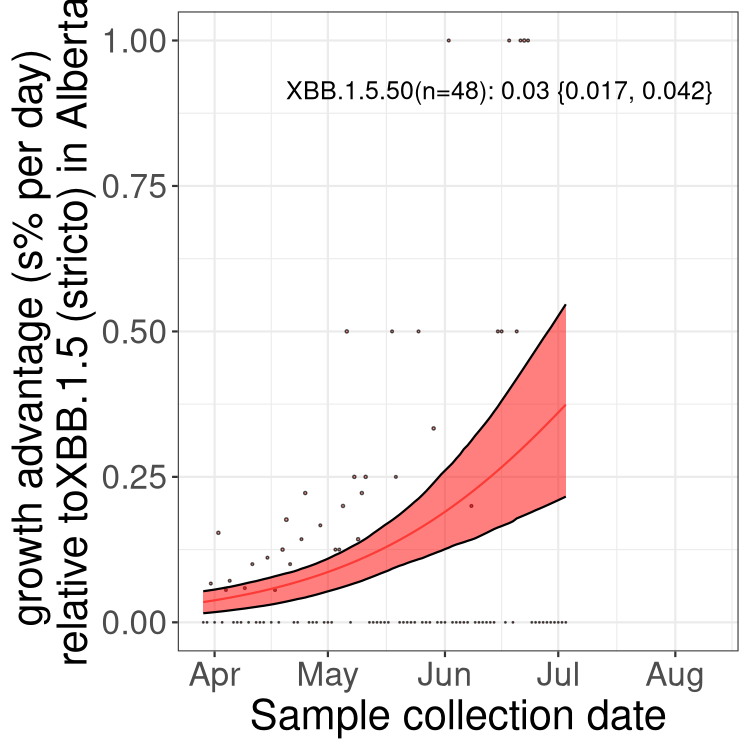 growth advantage (s% per day)
relative toXBB.1.5 (stricto) in Alberta
1.00
0.75
0.50
0.25
0.00
XBB.1.5.50(n=48): 0.03 {0.017, 0.042}
Apr May Jun Jul Aug
Sample collection date